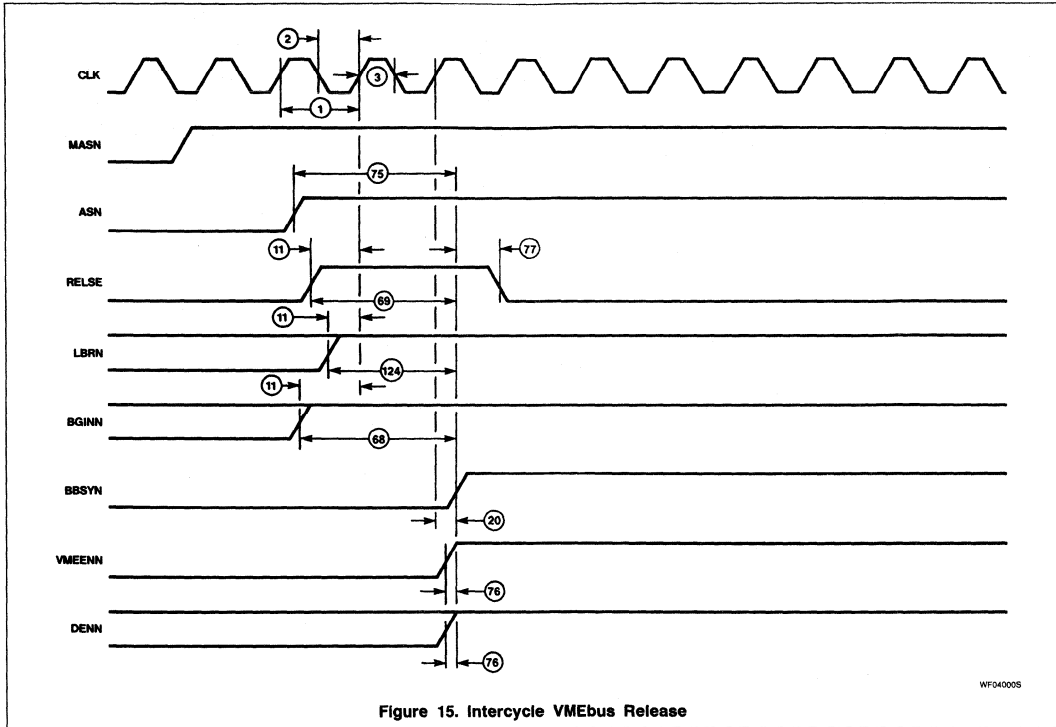 2
CLK
3
1
MASN
75
ASN
11
77
RELSE
69
11
LBRN
124
11
BGINN
68
BBSYN
20
VMEENN
76
DENN
76
WF04000S
Figure 15. Intercycle VMEbus Release